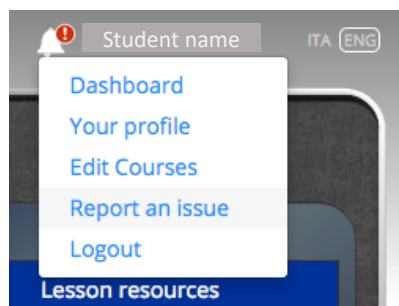 Student name ITA ENG
Dashboard
Your profile
Edit Courses
Report an issue
Logout
Lesson resources